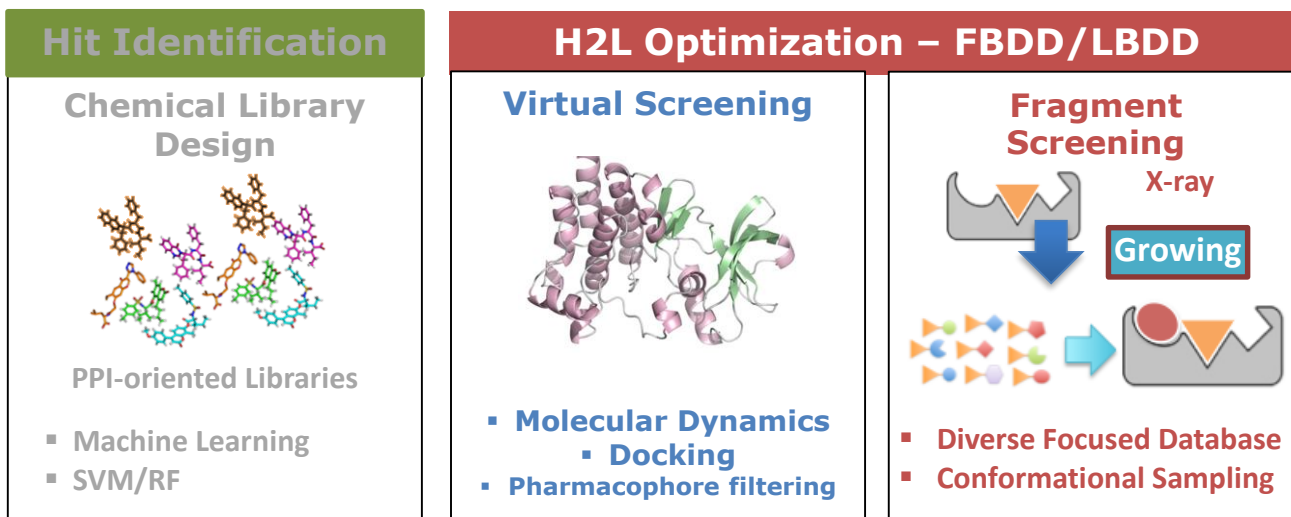 Hit Identification
H2L Optimization – FBDD/LBDD
Chemical Library
Design
PPI-oriented Libraries
▪ Machine Learning
▪ SVM/RF
Virtual Screening
▪ Molecular Dynamics
▪ Docking
▪ Pharmacophore filtering
Fragment
Screening
X-ray
Growing
▪ Diverse Focused Database
▪ Conformational Sampling